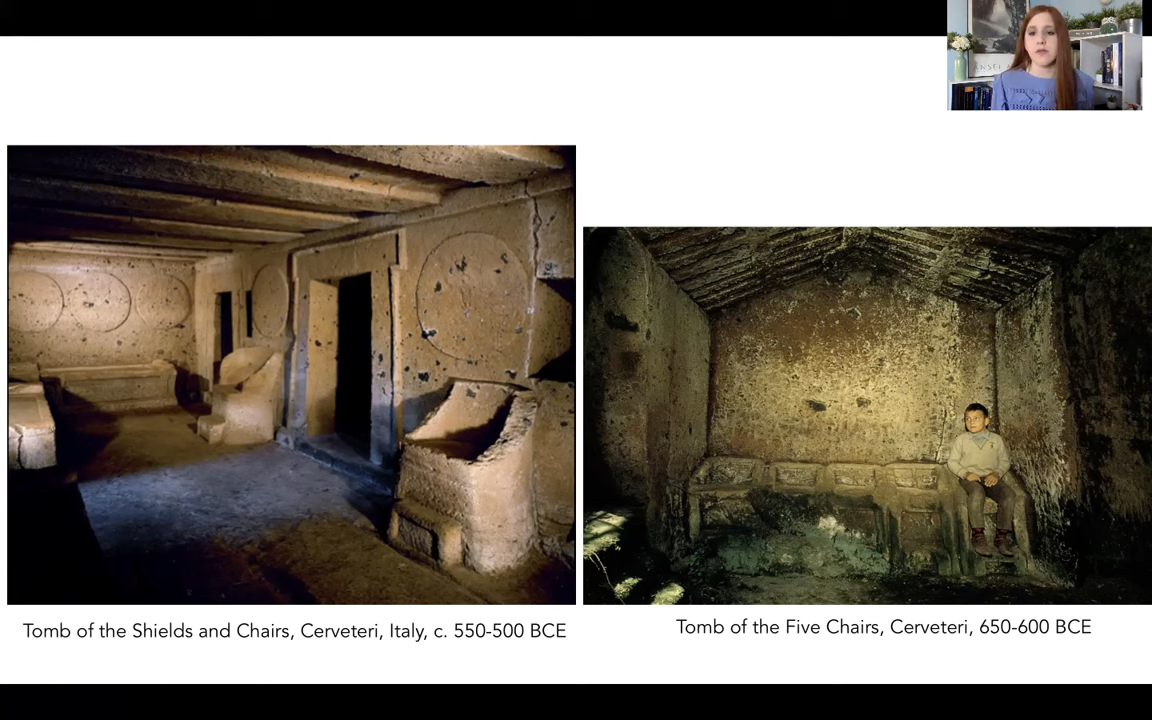 Tomb of the Shields and Chairs, Cerveteri, Italy, c. 550-500 BCE
Tomb of the Five Chairs, Cerveteri, 650-600 BCE